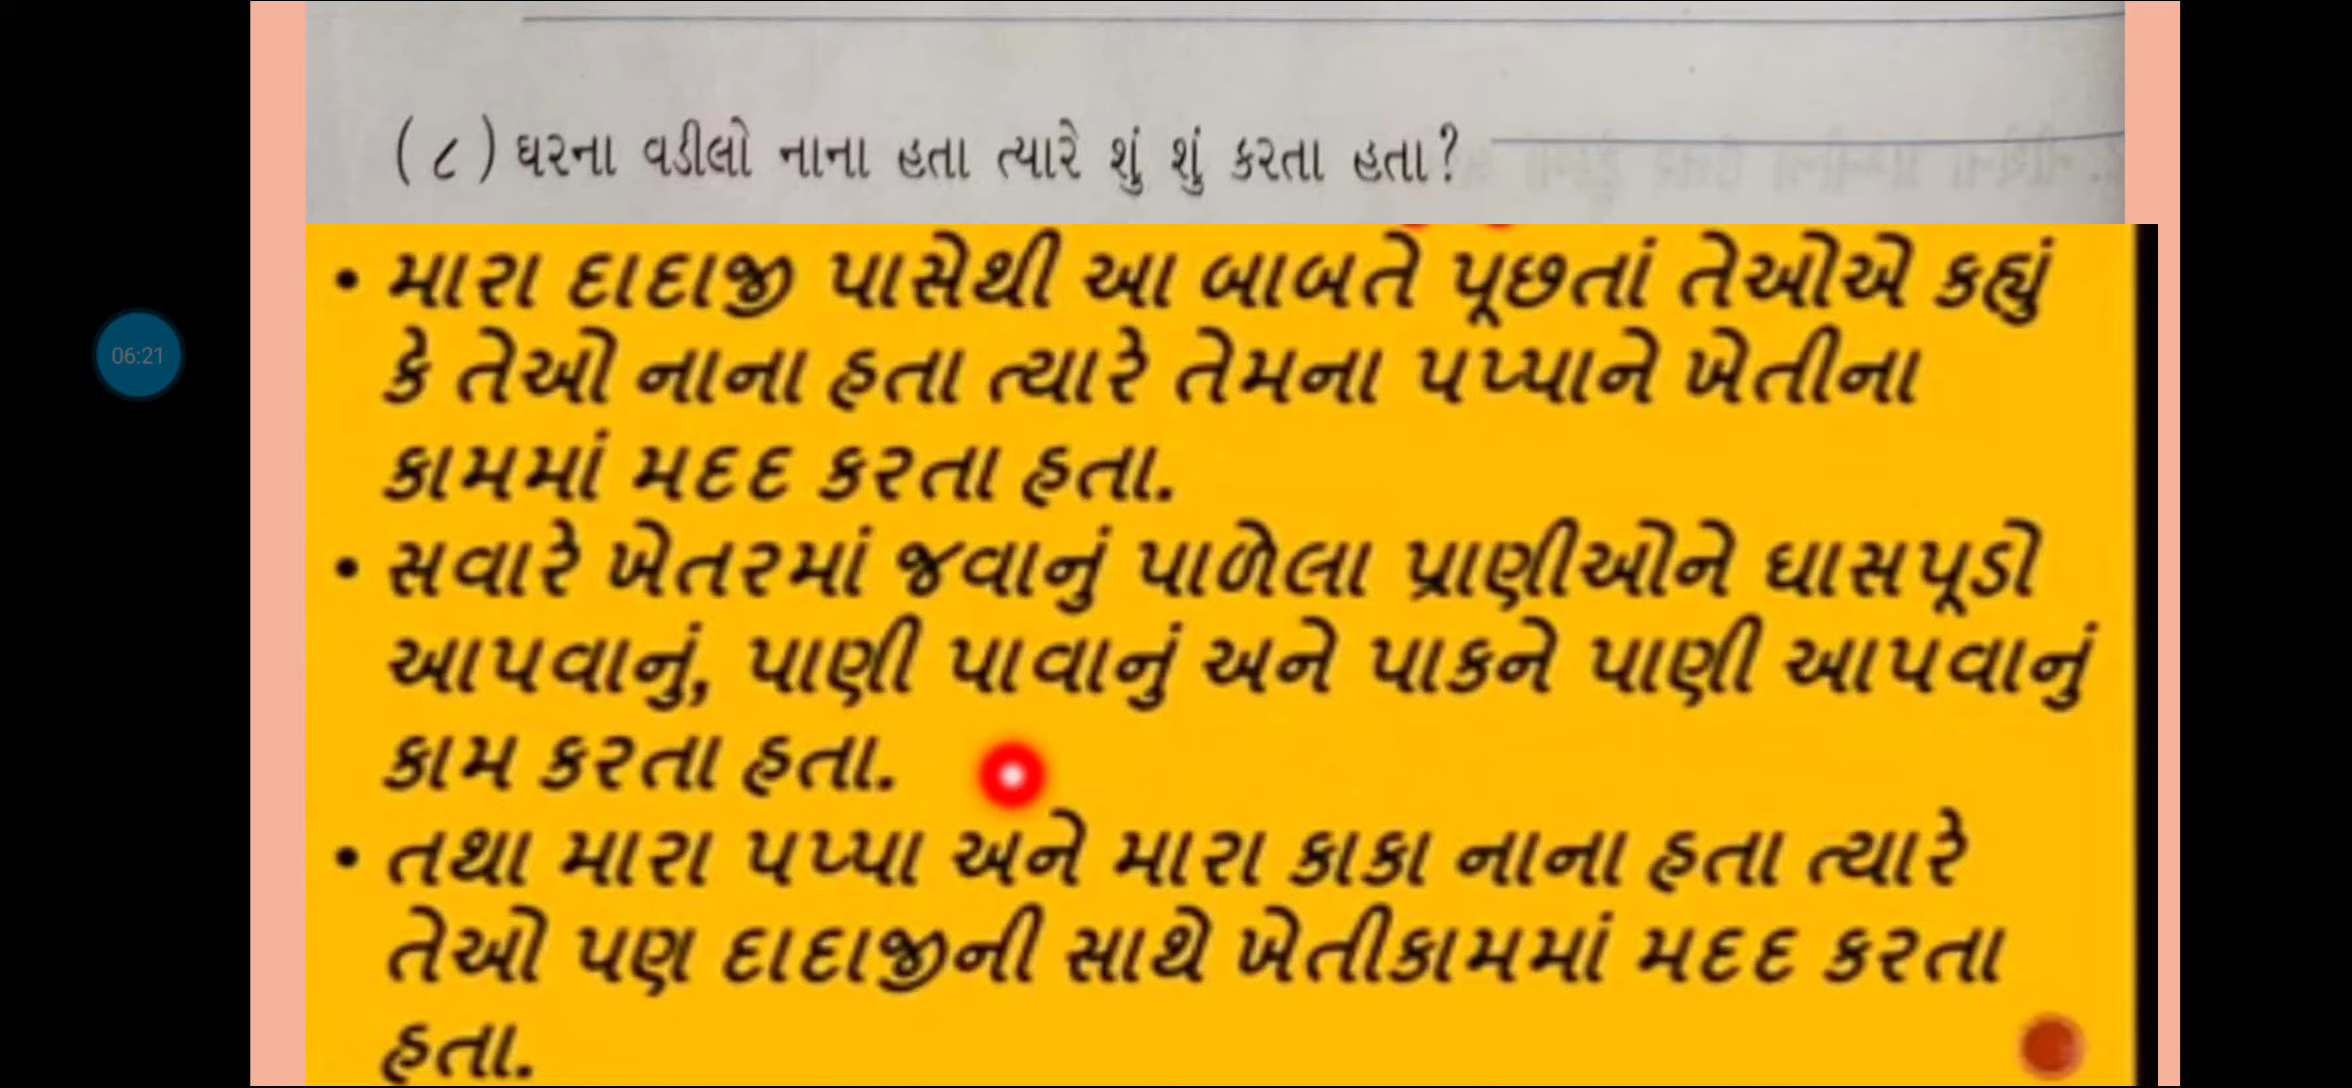 (૮) ઘરના વડીલો નાના હતા ત્યારે શું શું કરતા હતા?
• મારા દાદાજી પાસેથી આ બાબતે પૂછતાં તેઓએ કહ્યું
કે તેઓ નાના હતા ત્યારે તેમના પપ્પાને ખેતીના
કામમાં મદદ કરતા હતા.
• સવારે ખેતરમાં જવાનું પાળેલા પ્રાણીઓને ઘાસપૂડો
આપવાનું, પાણી પાવાનું અને પાકને પાણી આપવાનું
કામ કરતા હતા.
• તથા મારા પપ્પા અને મારા કાકા નાના હતા ત્યારે
તેઓ પણ દાદાજીની સાથે ખેતીકામમાં મદદ કરતા
હતા.
06:21